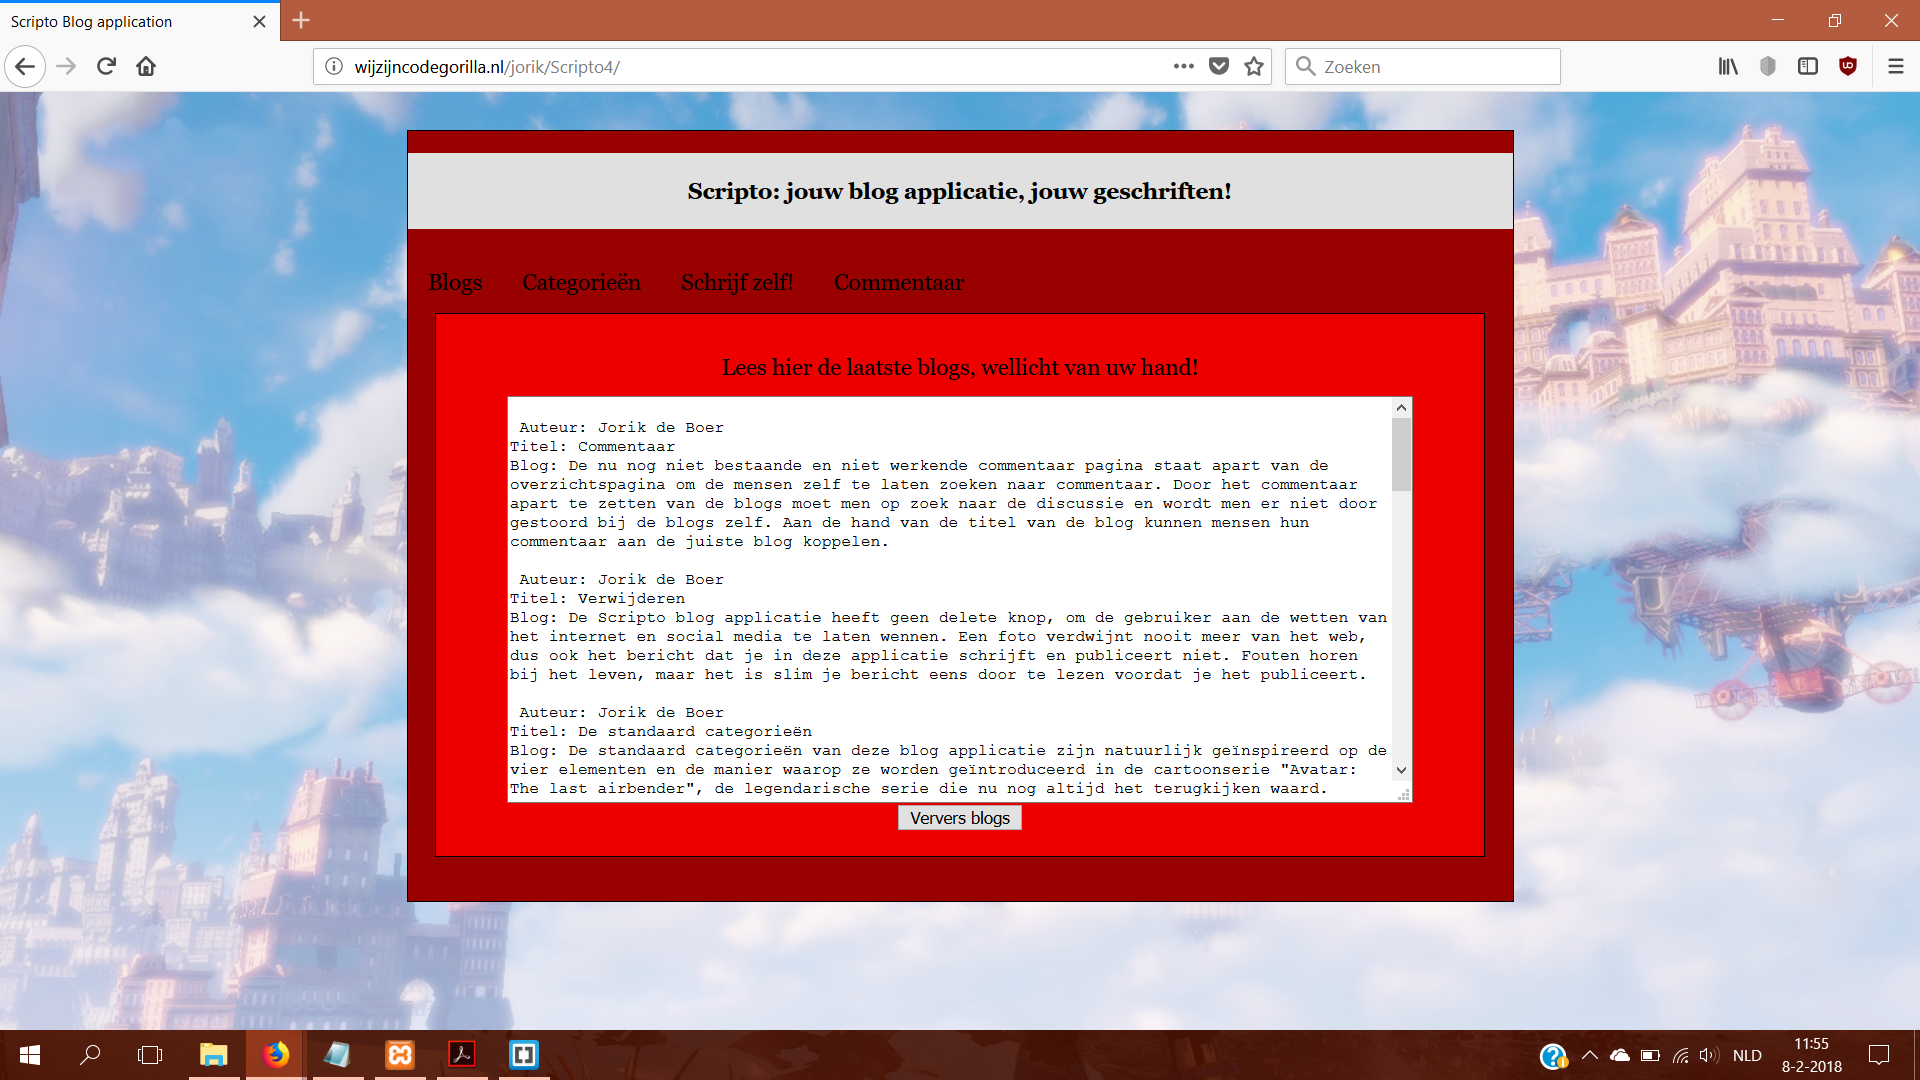 Scripto Blog application
wijzijncodegorilla.nl/jorik/Scripto4/
Zoeken
Scripto: jouw blog applicatie, jouw geschriften!
Blogs Categorieën Schrijf zelf! Commentaar
Lees hier de laatste blogs, wellicht van uw hand!
Auteur: Jorik de Boer
Titel: Commentaar
Blog: De nu nog niet bestaande en niet werkende commentaar pagina staat apart van de
overzichtspagina om de mensen zelf te laten zoeken naar commentaar. Door het commentaar
apart te zetten van de blogs moet men op zoek naar de discussie en wordt men er niet door
gestoord bij de blogs zelf. Aan de hand van de titel van de blog kunnen mensen hun
commentaar aan de juiste blog koppelen.
Auteur: Jorik de Boer
Titel: Verwijderen
Blog: De Scripto blog applicatie heeft geen delete knop, om de gebruiker aan de wetten van
het internet en social media te laten wennen. Een foto verdwijnt nooit meer van het web,
dus ook het bericht dat je in deze applicatie schrijft en publiceert niet. Fouten horen
bij het leven, maar het is slim je bericht eens door te lezen voordat je het publiceert.
Auteur: Jorik de Boer
Titel: De standaard categorieën
Blog: De standaard categorieën van deze blog applicatie zijn natuurlijk geïnspireerd op de
vier elementen en de manier waarop ze worden geïntroduceerd in de cartoonserie "Avatar:
The last airbender", de legendarische serie die nu nog altijd het terugkijken waard.
Ververs blogs
NLD
11:55
8-2-2018